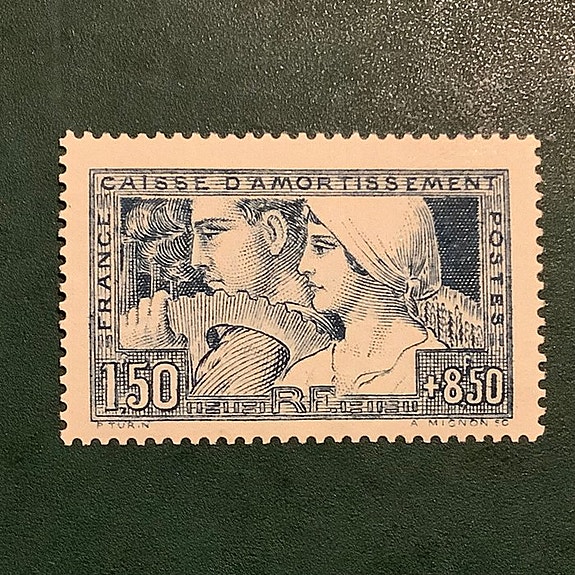 CAISSE D'AMORTISSEMENT
FRANCE
POSTES
1,50
RF
+8,50
P. TURIN
A. MIGNON SC